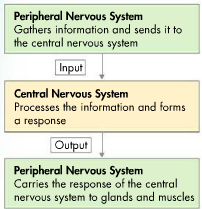 Peripheral Nervous System
Gathers information and sends it to
the central nervous system
Input
Central Nervous System
Processes the information and forms
a response
Output
Peripheral Nervous System
Carries the response of the central
nervous system to glands and muscles